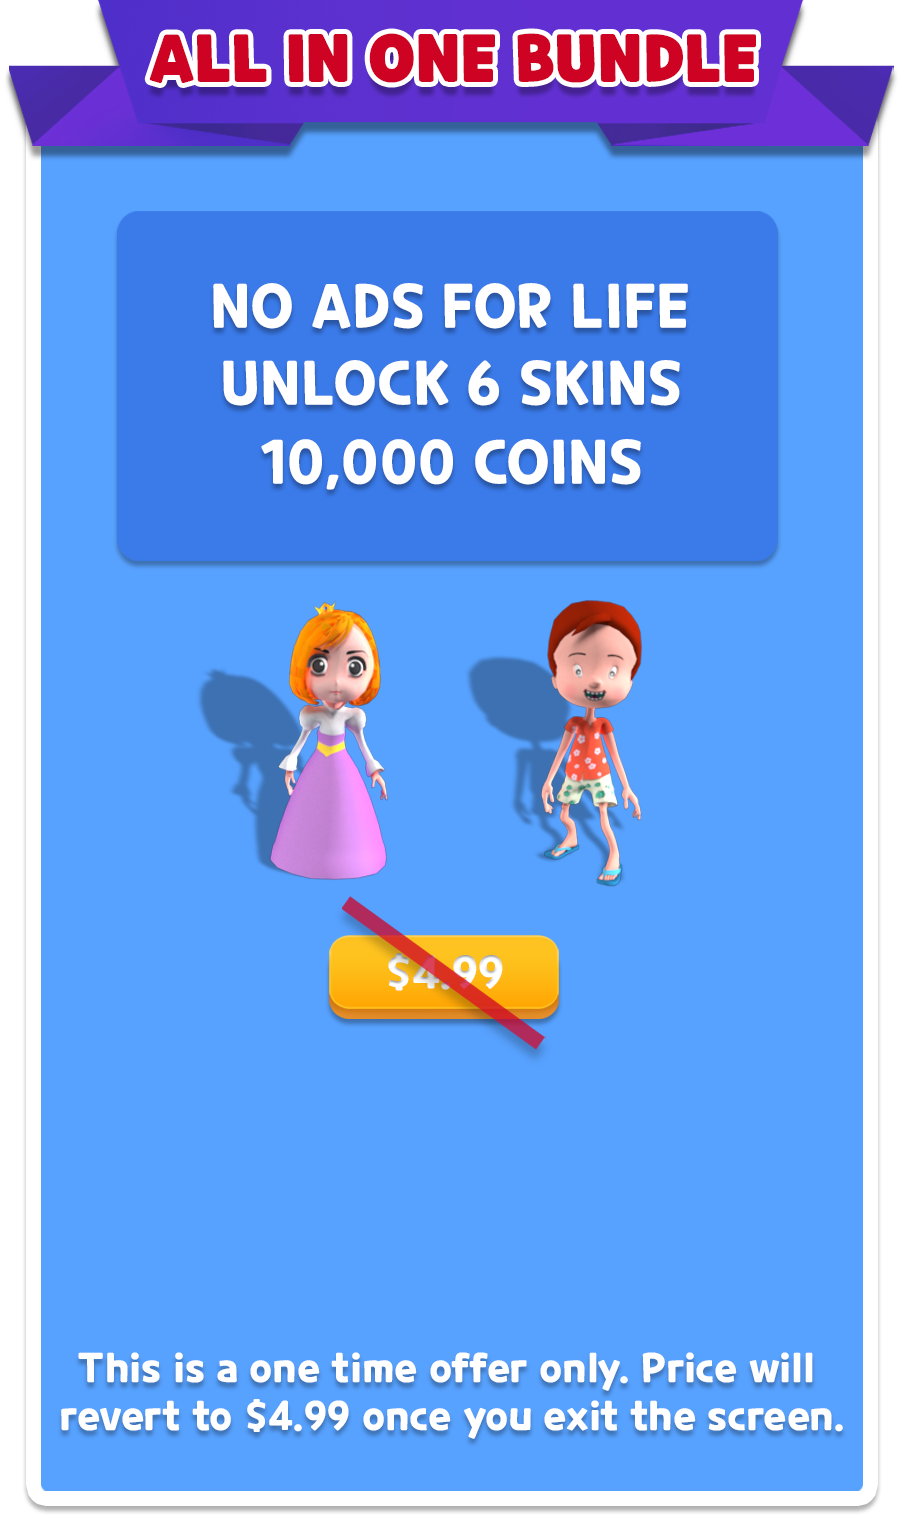 ALL IN ONE BUNDLE
NO ADS FOR LIFE
UNLOCK 6 SKINS
10,000 COINS
$4.99
This is a one time offer only. Price will
revert to $4.99 once you exit the screen.